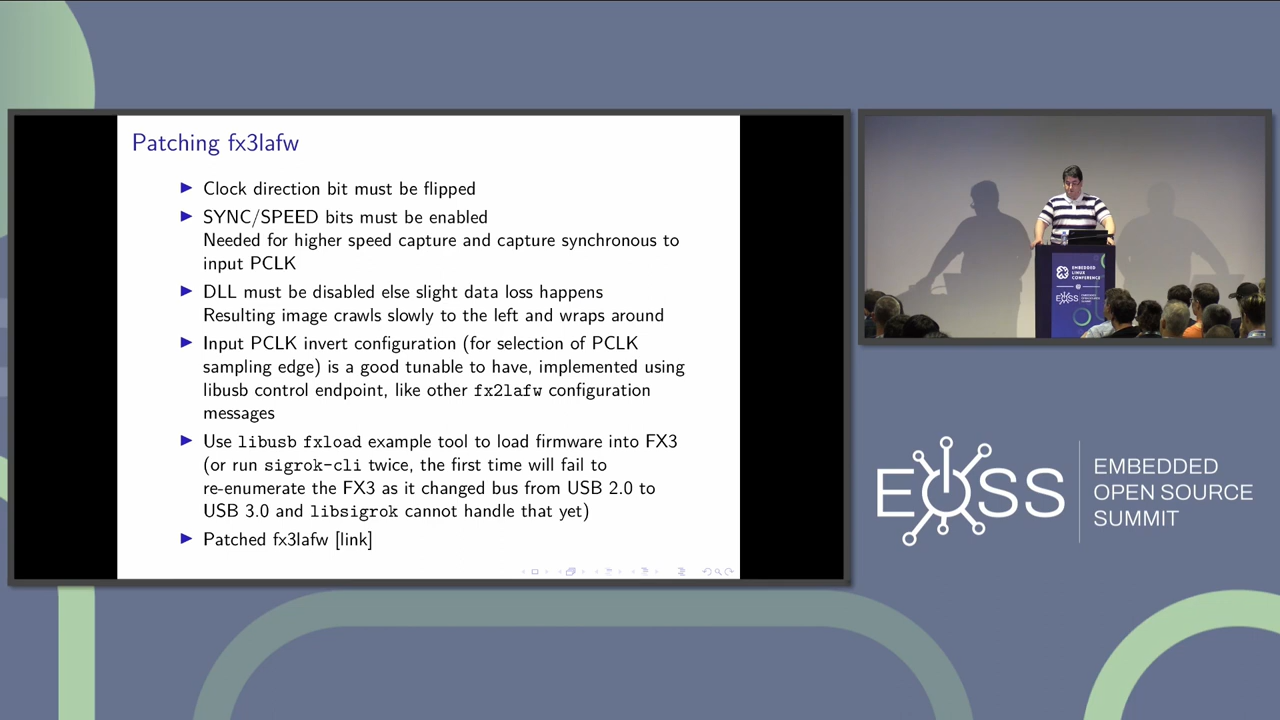 Patching fx3lafw
Clock direction bit must be flipped
SYNC/SPEED bits must be enabled
Needed for higher speed capture and capture synchronous to
input PCLK
DLL must be disabled else slight data loss happens
Resulting image crawls slowly to the left and wraps around
Input PCLK invert configuration (for selection of PCLK
sampling edge) is a good tunable to have, implemented using
libusb control endpoint, like other fx2lafw configuration
messages
Use libusb fxload example tool to load firmware into FX3
(or run sigrok-cli twice, the first time will fail to
re-enumerate the FX3 as it changed bus from USB 2.0 to
USB 3.0 and libsigrok cannot handle that yet)
Patched fx3lafw [link]
EMBEDDED
LINUX
CONFERENCE
EOSS
EOSS
EMBEDDED
OPEN SOURCE
SUMMIT